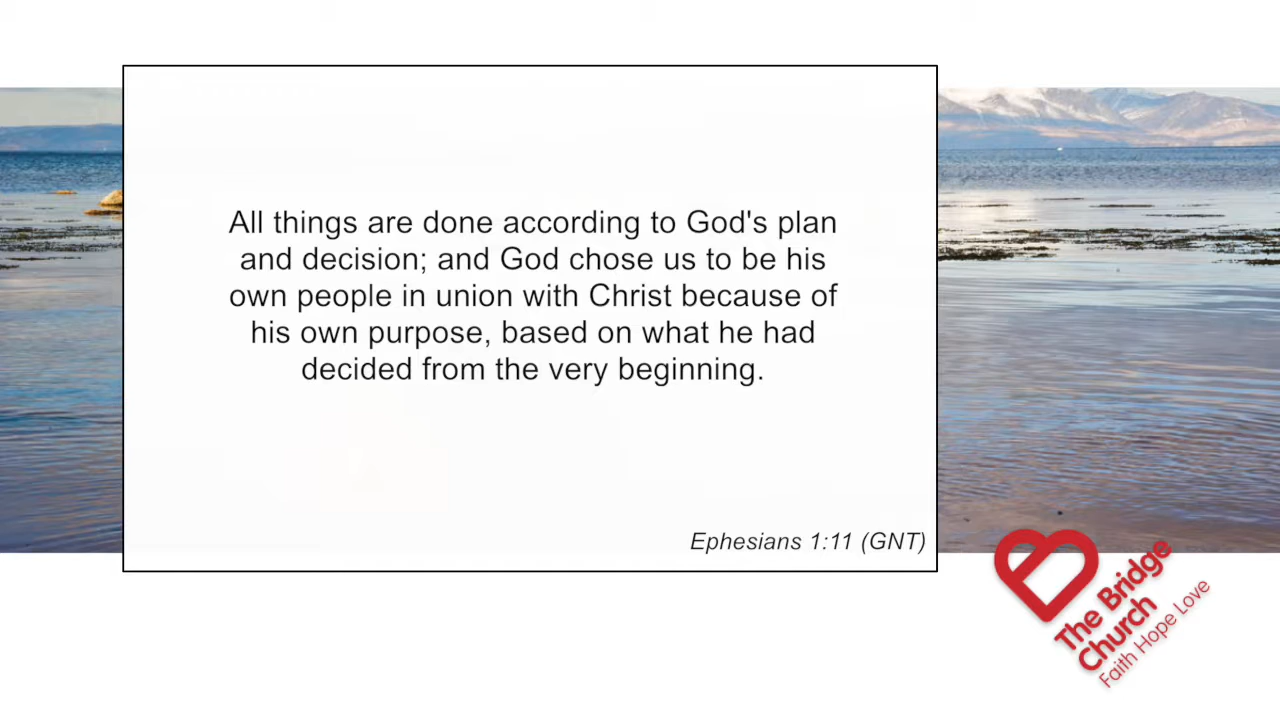 All things are done according to God's plan
and decision; and God chose us to be his
own people in union with Christ because of
his own purpose, based on what he had
decided from the very beginning.
Ephesians 1:11 (GNT)
The Bridge
Church
Faith Hope Love